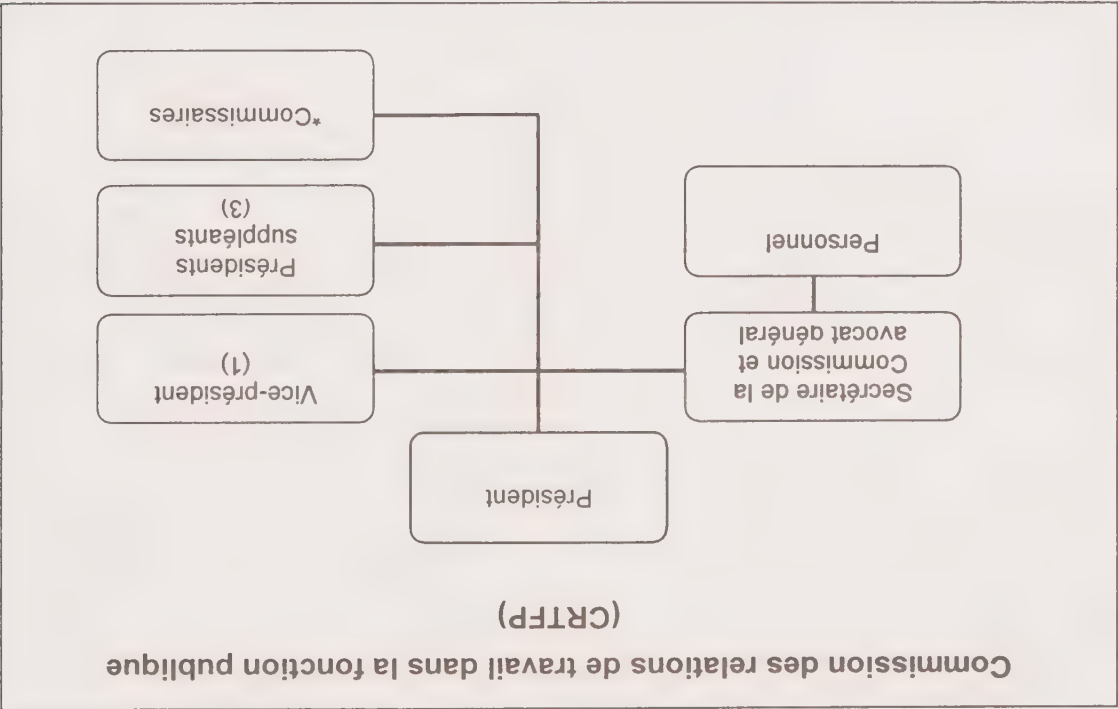 Commission des relations de travail dans la fonction publique
(CRTFP)
Président
Vice-président
(1)
Présidents
suppléants
(3)
*Commissaires
Secrétaire de la
Commission et
avocat général
Personnel